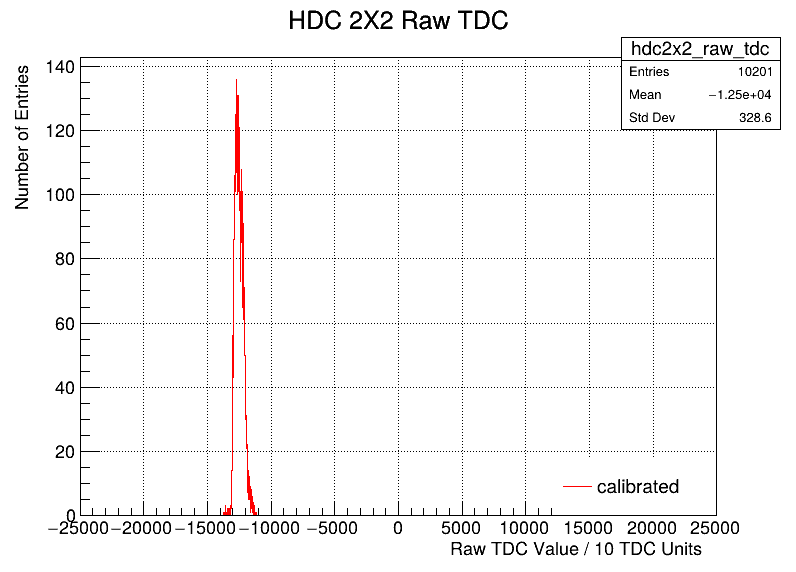 HDC 2X2 Raw TDC
hdc2x2_raw_tdc
Entries 10201
Mean −1.25e+04
Std Dev 328.6
Number of Entries
140
120
100
80
60
40
20
0
calibrated
−25000 −20000 −15000 −10000 −5000 0 5000 10000 15000 20000 25000
Raw TDC Value / 10 TDC Units